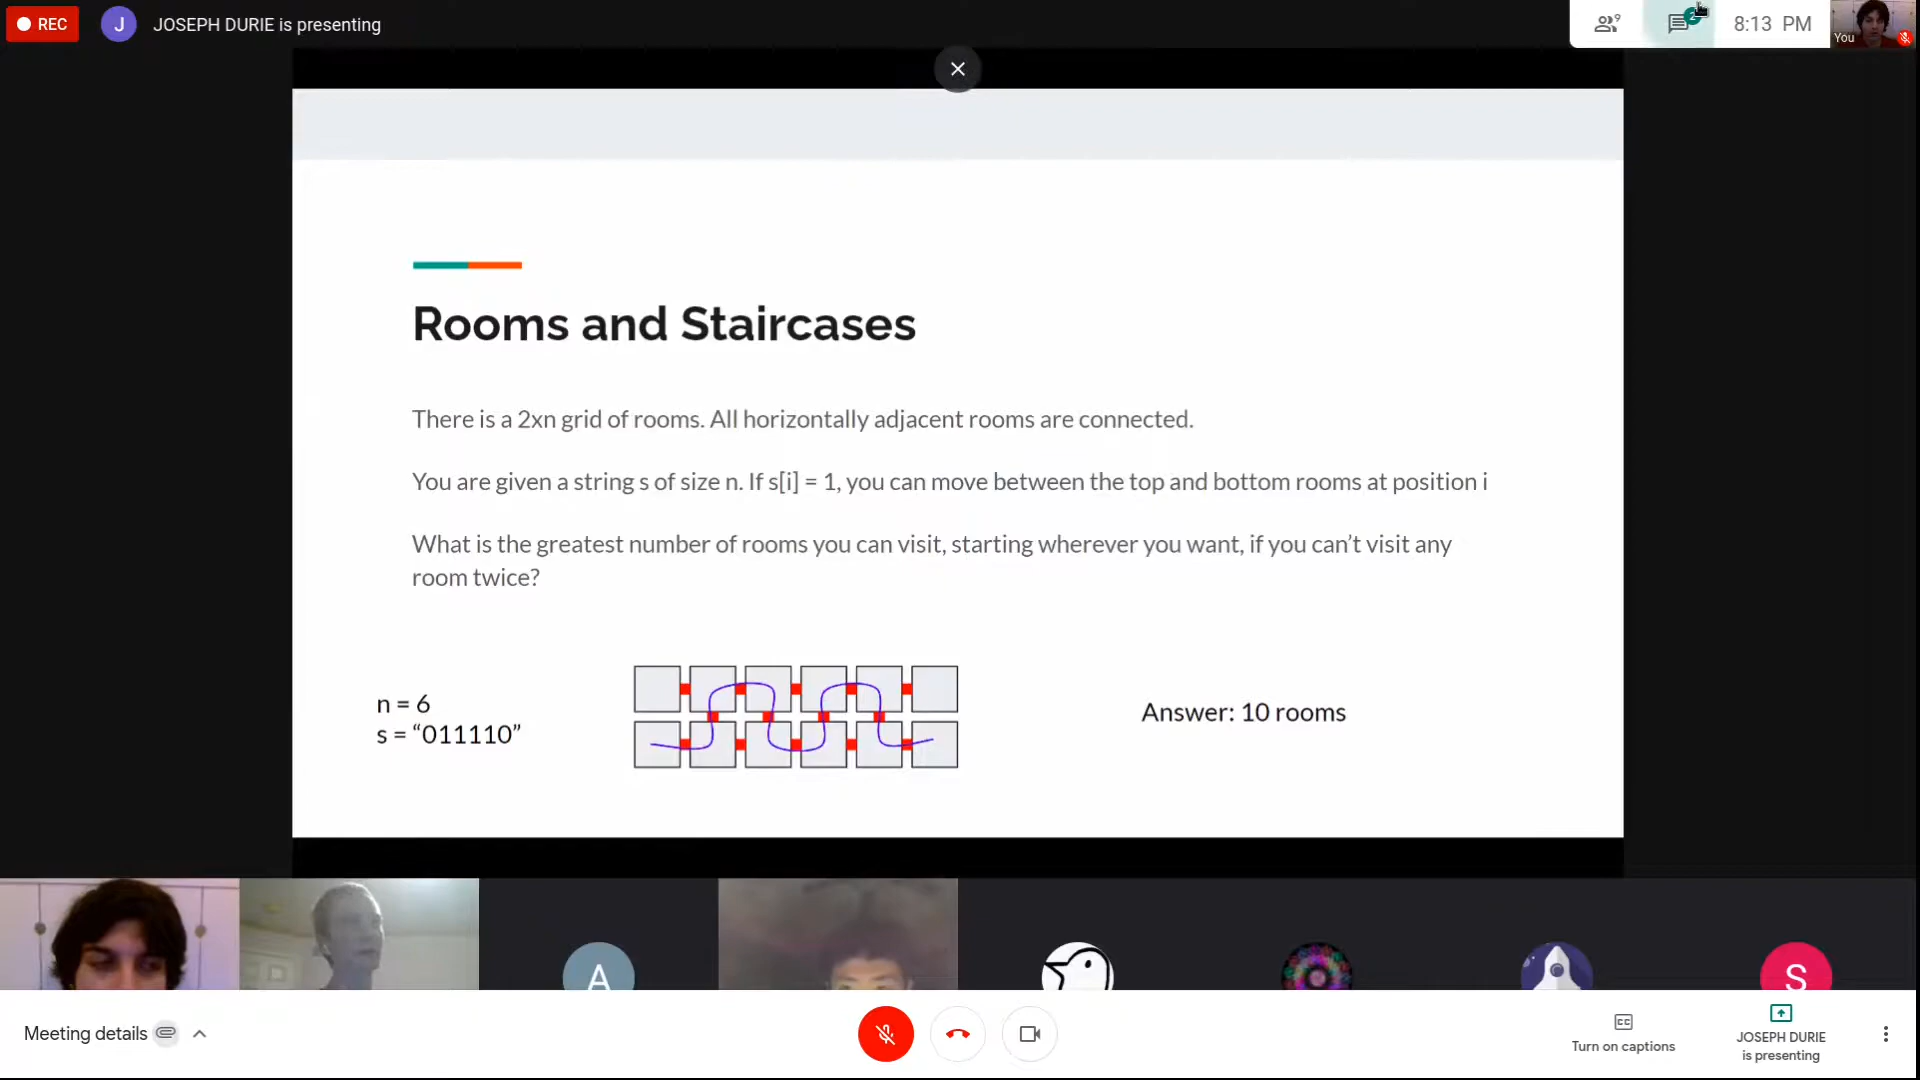 REC
J
JOSEPH DURIE is presenting
9
2
8:13 PM
You
Rooms and Staircases
There is a 2xn grid of rooms. All horizontally adjacent rooms are connected.
You are given a string s of size n. If s[i] = 1, you can move between the top and bottom rooms at position i
What is the greatest number of rooms you can visit, starting wherever you want, if you can’t visit any
room twice?
n = 6
s = “011110”
Answer: 10 rooms
A
S
Meeting details
CC
Turn on captions
JOSEPH DURIE
is presenting